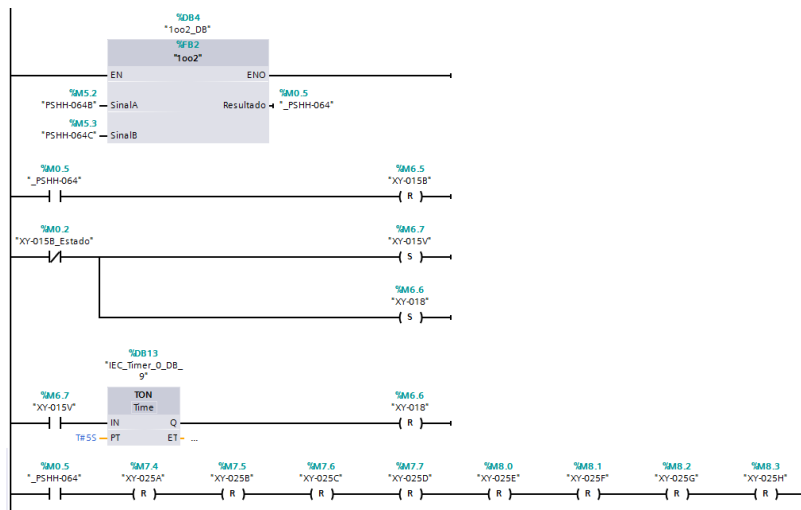 %DB4
"1oo2_DB"
%FB2
"1oo2"
EN ENO
%M5.2 %M0.5
"PSHH-064B" SinalA Resultado "_PSHH-064"
%M5.3
"PSHH-064C" SinalB
%M0.5 %M6.5
"_PSHH-064" "XY-015B"
R
%M0.2 %M6.7
"XY-015B_Estado" "XY-015V"
S
%M6.6
"XY-018"
S
%DB13
"IEC_Timer_0_DB_
9"
%M6.7 TON %M6.6
"XY-015V" Time "XY-018"
IN Q R
T#5S PT ET ...
%M0.5 %M7.4 %M7.5 %M7.6 %M7.7 %M8.0 %M8.1 %M8.2 %M8.3
"_PSHH-064" "XY-025A" "XY-025B" "XY-025C" "XY-025D" "XY-025E" "XY-025F" "XY-025G" "XY-025H"
R R R R R R R R